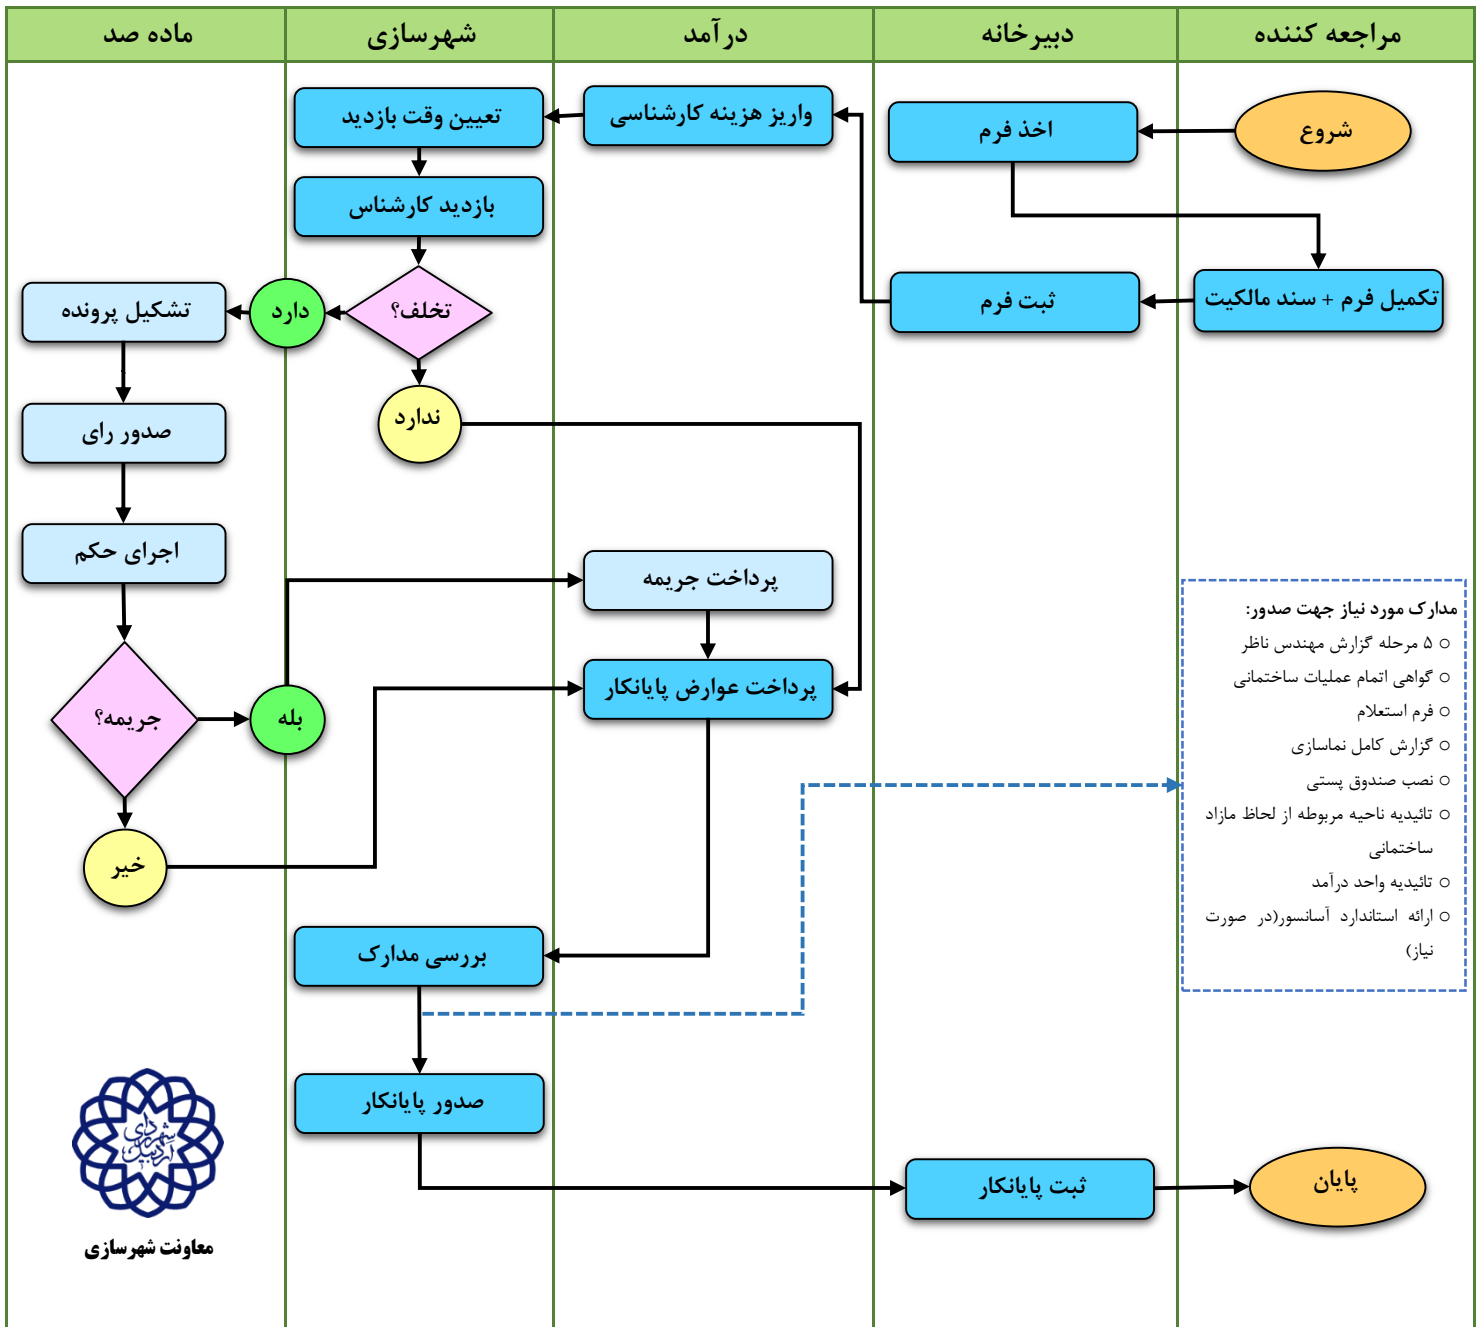 مراجعه کننده
دبیرخانه
درآمد
شهرسازی
ماده صد
شروع
اخذ فرم
واریز هزینه کارشناسی
تعیین وقت بازدید
بازدید کارشناس
تکمیل فرم + سند مالکیت
ثبت فرم
تخلف؟
دارد
تشکیل پرونده
ندارد
صدور رای
اجرای حکم
پرداخت جریمه
پرداخت عوارض پایانکار
جریمه؟
بله
خیر
مدارک مورد نیاز جهت صدور:
○ ۵ مرحله گزارش مهندس ناظر
○ گواهی اتمام عملیات ساختمانی
○ فرم استعلام
○ گزارش کامل نماسازی
○ نصب صندوق پستی
○ تائیدیه ناحیه مربوطه از لحاظ مازاد
ساختمانی
○ تائیدیه واحد درآمد
○ ارائه استاندارد آسانسور(در صورت
نیاز)
بررسی مدارک
صدور پایانکار
ثبت پایانکار
پایان
شهرداری
اردبیل
معاونت شهرسازی